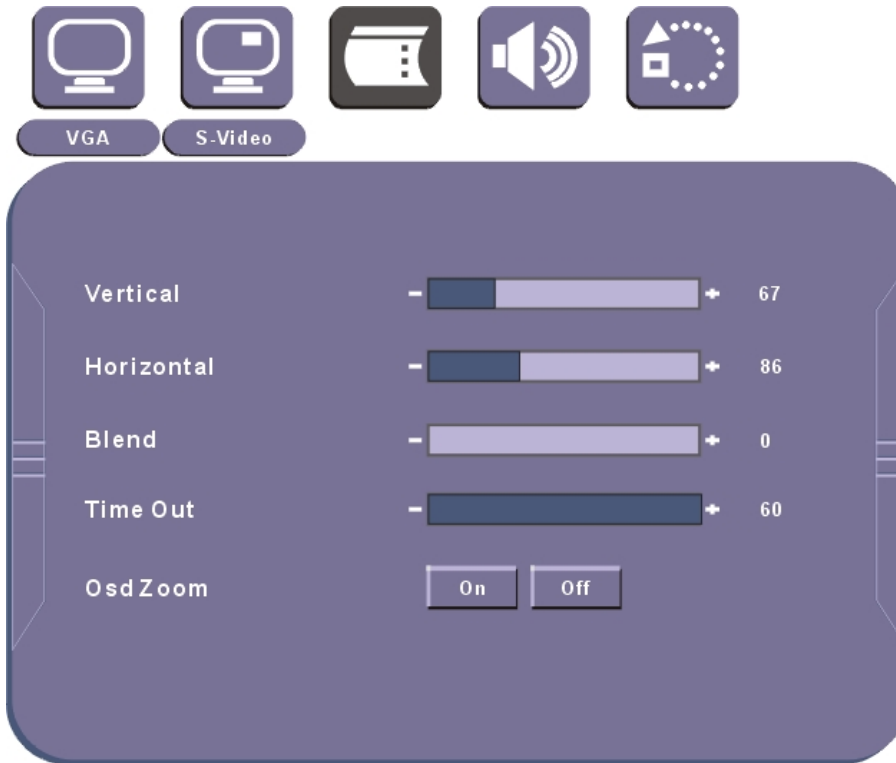 VGA S-Video
Vertical - + 67
Horizontal - + 86
Blend - + 0
Time Out - + 60
Osd Zoom On Off